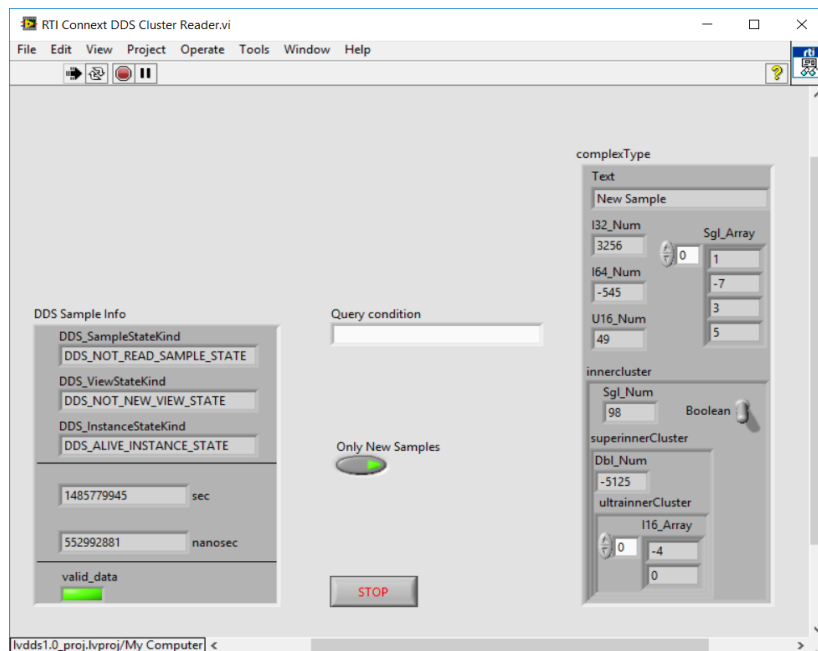 RTI Connext DDS Cluster Reader.vi
File Edit View Project Operate Tools Window Help
?
rti
DDS Sample Info
DDS_SampleStateKind
DDS_NOT_READ_SAMPLE_STATE
DDS_ViewStateKind
DDS_NOT_NEW_VIEW_STATE
DDS_InstanceStateKind
DDS_ALIVE_INSTANCE_STATE
1485779945 sec
552992881 nanosec
valid_data
Query condition
Only New Samples
STOP
complexType
Text
New Sample
I32_Num
3256
I64_Num
-545
U16_Num
49
Sgl_Array
0
1
-7
3
5
innercluster
Sgl_Num
98
Boolean
superinnerCluster
Dbl_Num
-5125
ultrainnerCluster
I16_Array
0
-4
0
lvdds1.0_proj.lvproj/My Computer